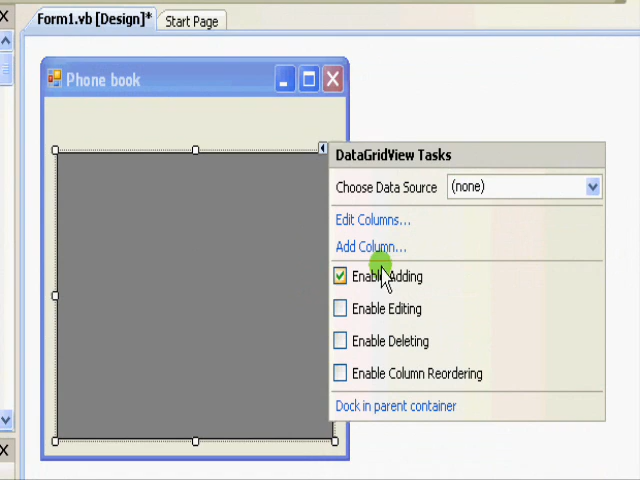 Form1.vb [Design]* Start Page
Phone book
DataGridView Tasks
Choose Data Source (none)
Edit Columns...
Add Column...
Enable Adding
Enable Editing
Enable Deleting
Enable Column Reordering
Dock in parent container